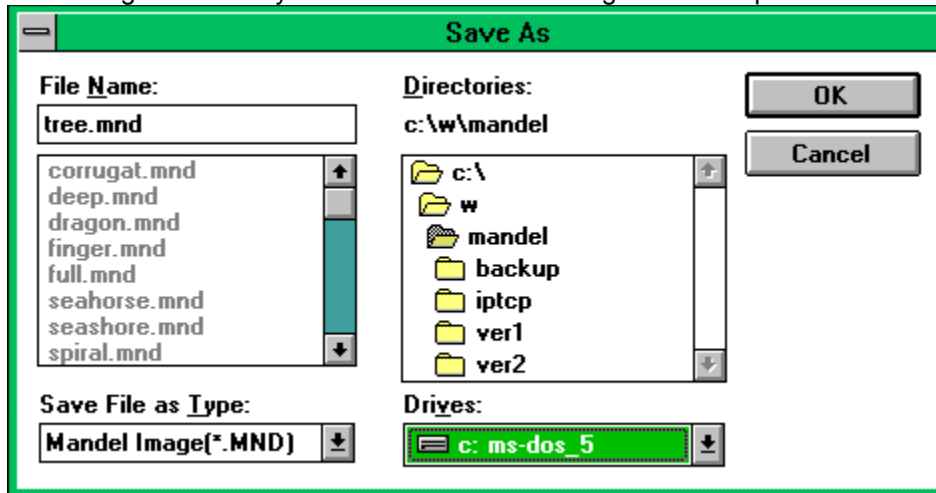 Save As
File Name:
tree.mnd
corrugat.mnd
deep.mnd
dragon.mnd
finger.mnd
full.mnd
seahorse.mnd
seashore.mnd
spiral.mnd
Save File as Type:
Mandel Image(*.MND)
Directories:
c:\w\mandel
c:\
w
mandel
backup
iptcp
ver1
ver2
Drives:
c: ms-dos_5
OK
Cancel